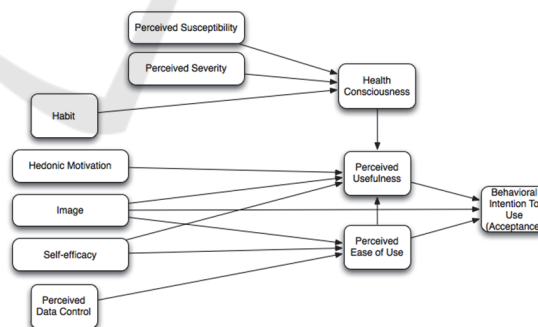 Perceived Susceptibility
Perceived Severity
Health
Consciousness
Habit
Hedonic Motivation
Perceived
Usefulness
Image
Behavioral
Intention To
Use
(Acceptance
Self-efficacy
Perceived
Ease of Use
Perceived
Data Control